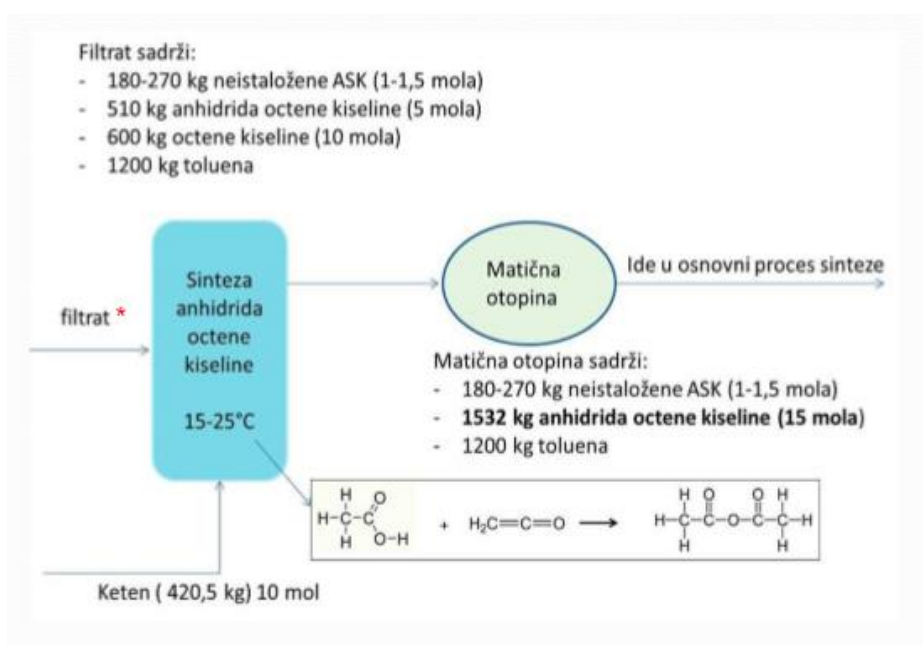 Filtrat sadrži:
- 180-270 kg neistaložene ASK (1-1,5 mola)
- 510 kg anhidrida octene kiseline (5 mola)
- 600 kg octene kiseline (10 mola)
- 1200 kg toluena
Sinteza
anhidrida
octene
kiseline
15-25°C
filtrat *
Matična
otopina
Ide u osnovni proces sinteze
Matična otopina sadrži:
- 180-270 kg neistaložene ASK (1-1,5 mola)
- 1532 kg anhidrida octene kiseline (15 mola)
- 1200 kg toluena
H O
H-C-C
H O-H
+ H₂C=C=O ⟶
H O O H
H-C-C-O-C-C-H
H H
Keten ( 420,5 kg) 10 mol